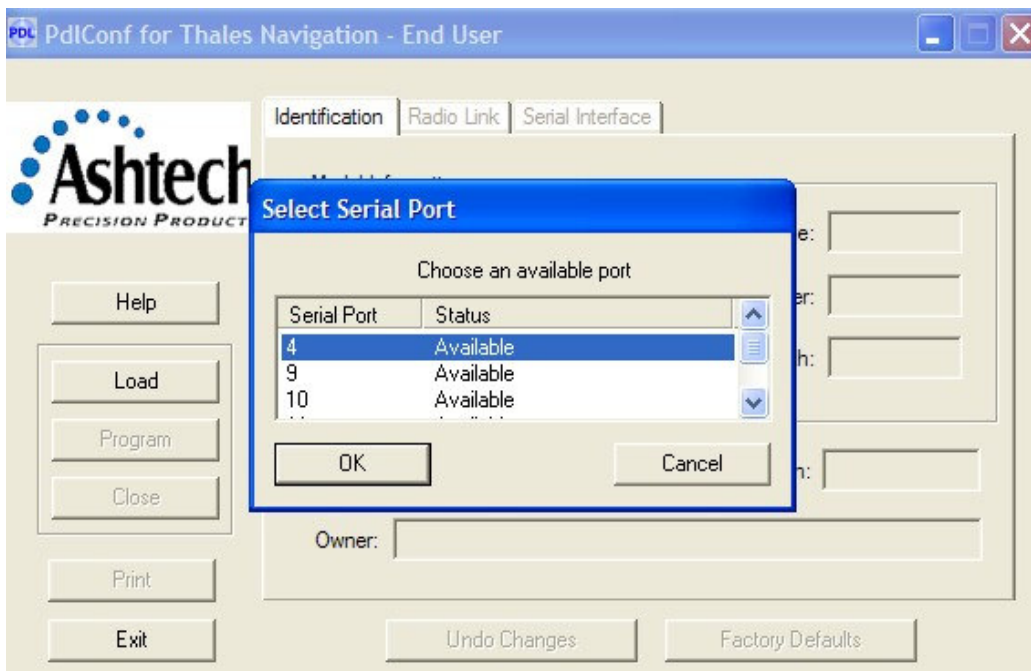 PDL PdlConf for Thales Navigation - End User
Identification Radio Link Serial Interface
Ashtech
PRECISION PRODUCT
Select Serial Port
Choose an available port
Serial Port Status
4 Available
9 Available
10 Available
OK Cancel
e:
er:
h:
n:
Owner:
Help
Load
Program
Close
Print
Exit
Undo Changes Factory Defaults